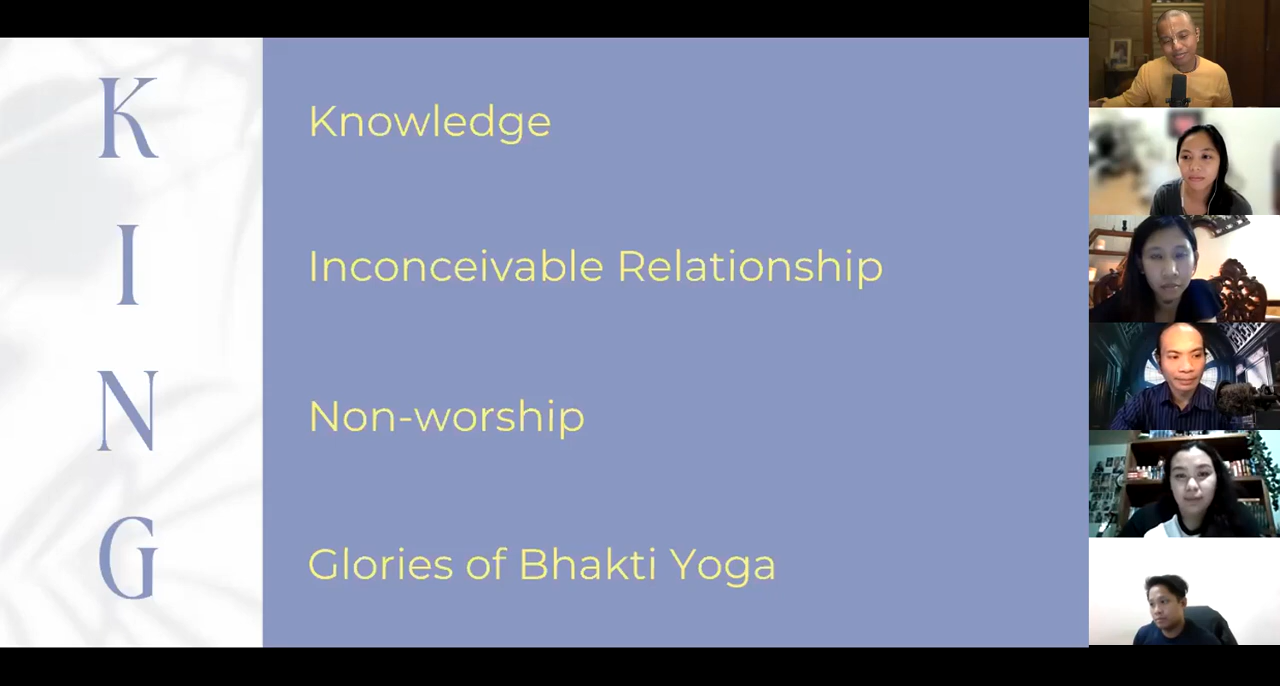 K
Knowledge
I
Inconceivable Relationship
N
Non-worship
G
Glories of Bhakti Yoga